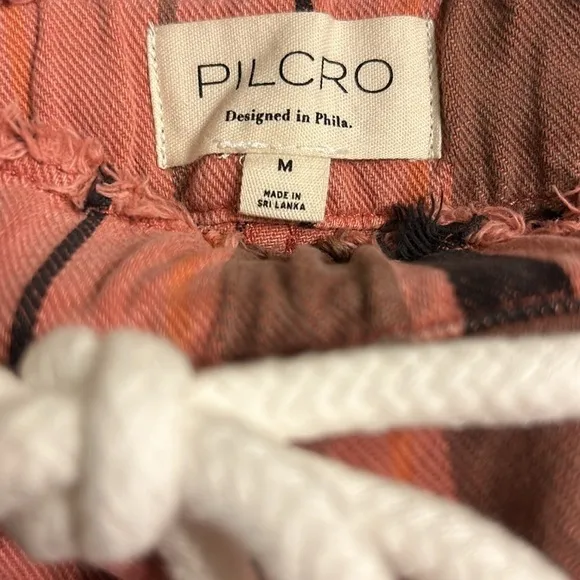 PILCRO
Designed in Phila.
M
MADE IN
SRI LANKA